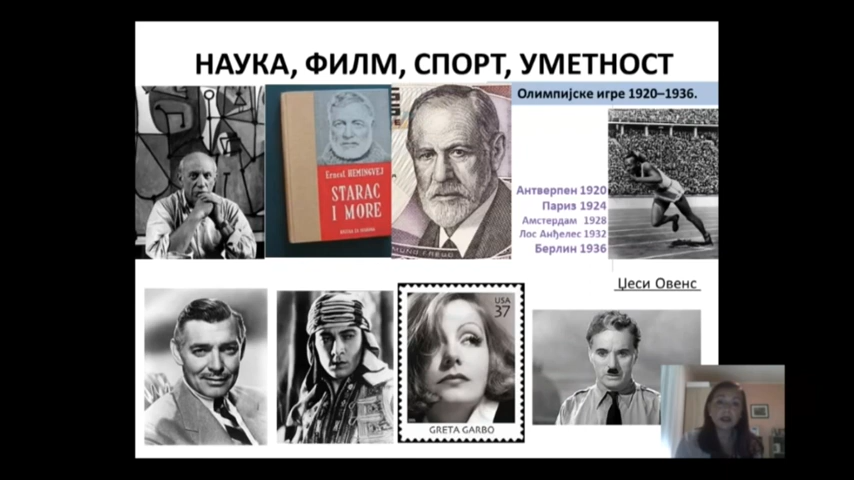 НАУКА, ФИЛМ, СПОРТ, УМЕТНОСТ
Олимпијске игре 1920–1936.
Ernest HEMINGVEJ
STARAC
I MORE
Антверпен 1920
Париз 1924
Амстердам 1928
Лос Анђелес 1932
Берлин 1936
Џеси Овенс
USA
37
GRETA GARBO